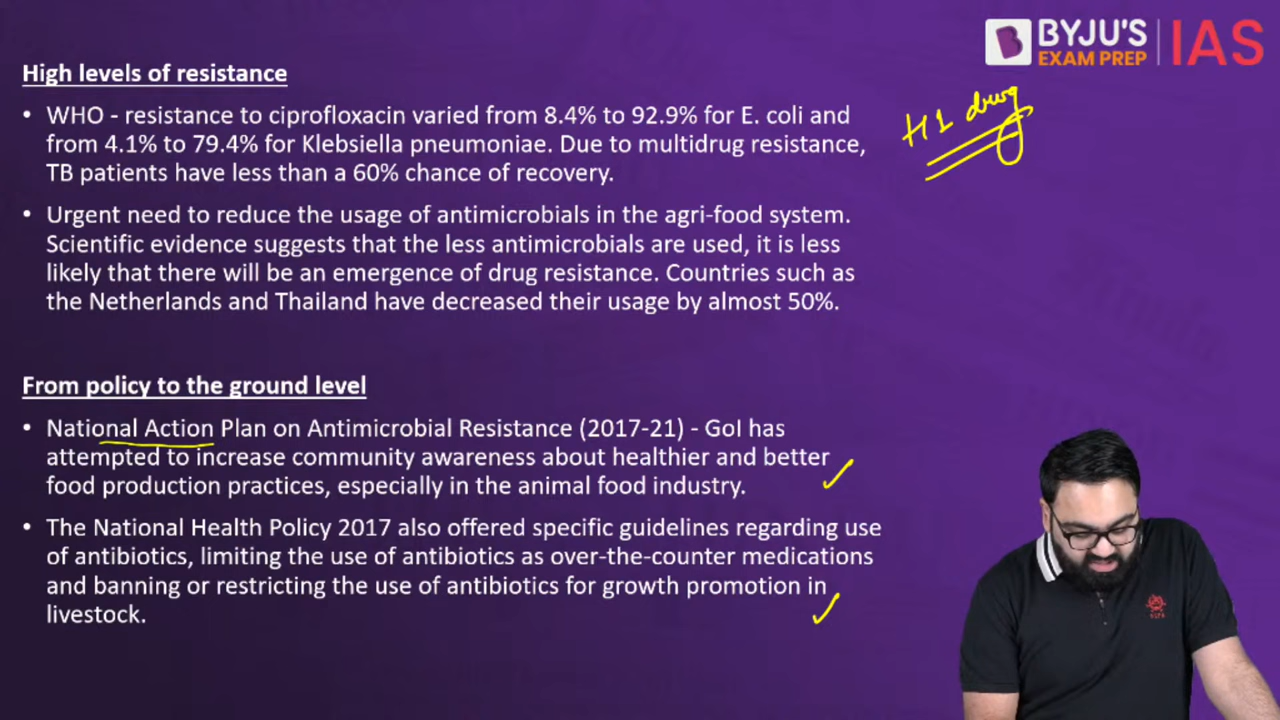 BYJU'S
EXAM PREP
IAS
H1 drug
High levels of resistance
• WHO - resistance to ciprofloxacin varied from 8.4% to 92.9% for E. coli and
from 4.1% to 79.4% for Klebsiella pneumoniae. Due to multidrug resistance,
TB patients have less than a 60% chance of recovery.
• Urgent need to reduce the usage of antimicrobials in the agri-food system.
Scientific evidence suggests that the less antimicrobials are used, it is less
likely that there will be an emergence of drug resistance. Countries such as
the Netherlands and Thailand have decreased their usage by almost 50%.
From policy to the ground level
• National Action Plan on Antimicrobial Resistance (2017-21) - GoI has
attempted to increase community awareness about healthier and better
food production practices, especially in the animal food industry.
• The National Health Policy 2017 also offered specific guidelines regarding use
of antibiotics, limiting the use of antibiotics as over-the-counter medications
and banning or restricting the use of antibiotics for growth promotion in
livestock.